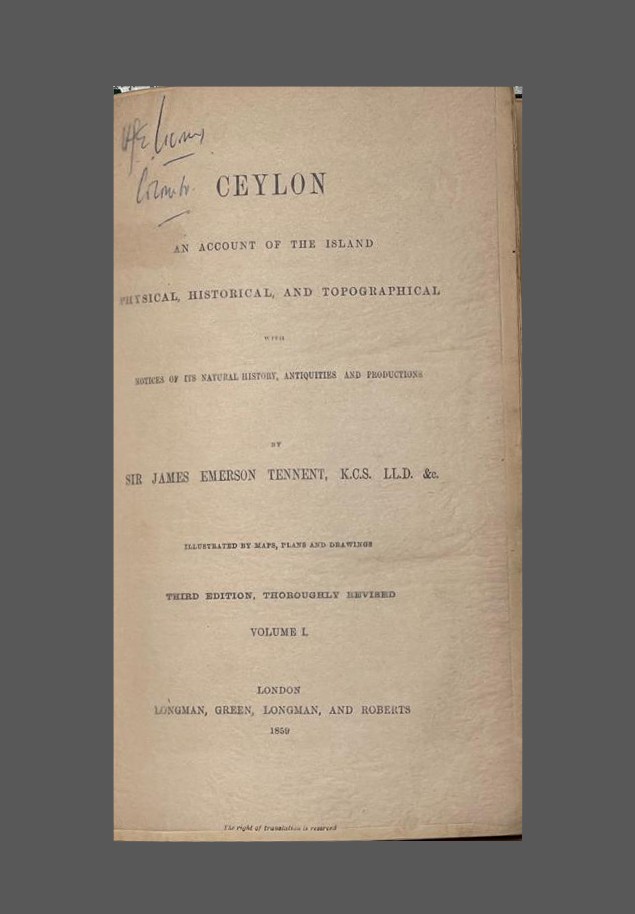 Colombo
CEYLON
AN ACCOUNT OF THE ISLAND
PHYSICAL, HISTORICAL, AND TOPOGRAPHICAL
WITH
NOTICES OF ITS NATURAL HISTORY, ANTIQUITIES AND PRODUCTIONS
BY
SIR JAMES EMERSON TENNENT, K.C.S. LL.D. &c.
ILLUSTRATED BY MAPS, PLANS AND DRAWINGS
THIRD EDITION, THOROUGHLY REVISED
VOLUME I.
LONDON
LONGMAN, GREEN, LONGMAN, AND ROBERTS
1859
The right of translation is reserved